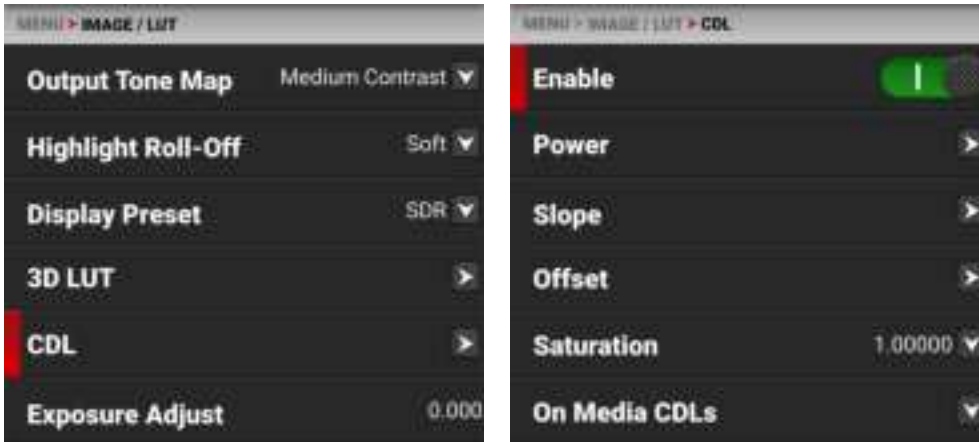 MENU > IMAGE / LUT
Output Tone Map Medium Contrast
Highlight Roll-Off Soft
Display Preset SDR
3D LUT
CDL
Exposure Adjust 0.000
MENU > IMAGE / LUT > CDL
Enable
Power
Slope
Offset
Saturation 1.00000
On Media CDLs